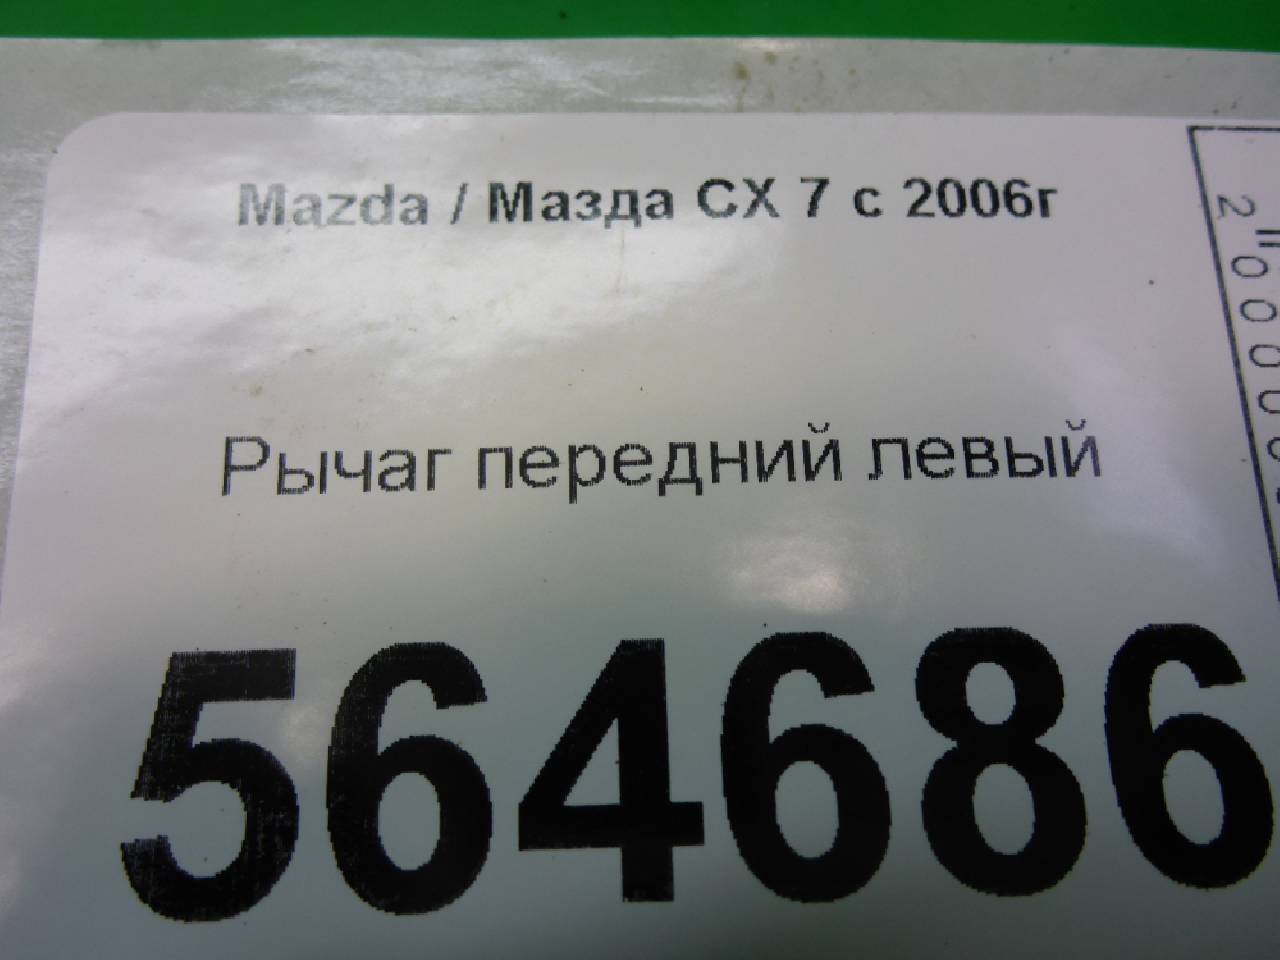 Mazda / Мазда CX 7 с 2006г
Рычаг передний левый
564686